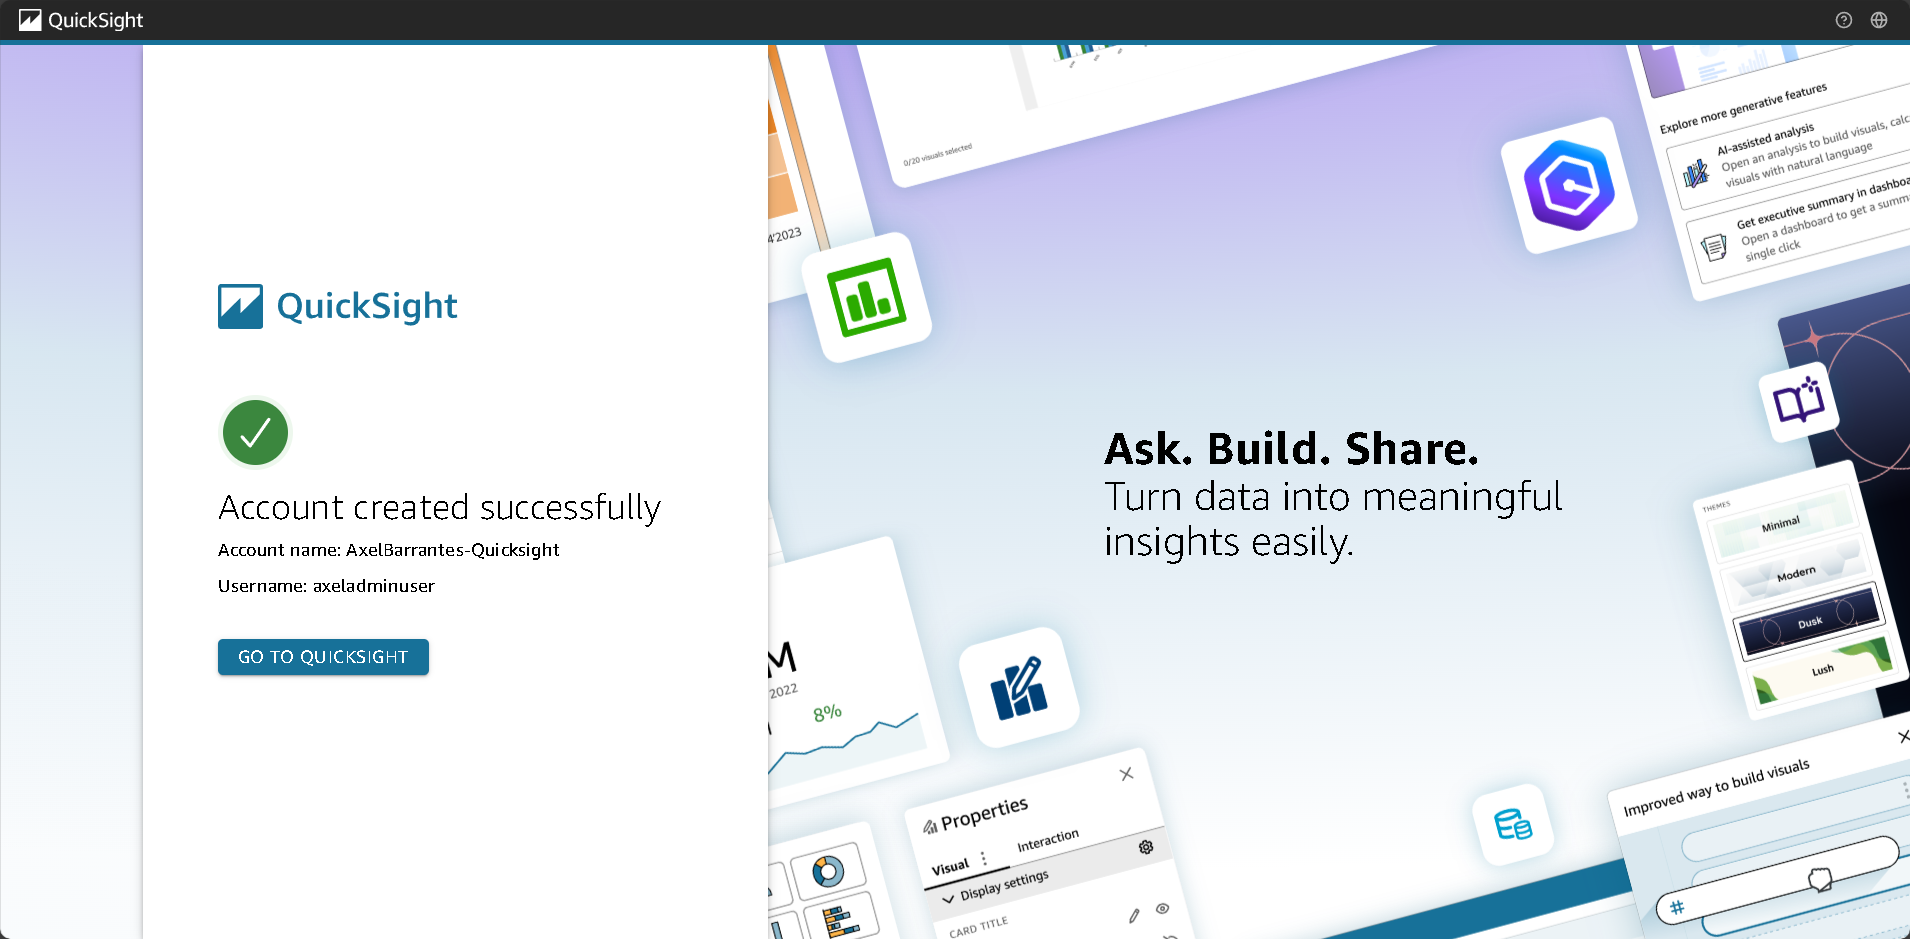 QuickSight
QuickSight
Account created successfully
Account name: AxelBarrantes-Quicksight
Username: axeladminuser
GO TO QUICKSIGHT
0/20 visuals selected
4'2023
Explore more generative features
AI-assisted analysis
Open an analysis to build visuals, calc
visuals with natural language
Get executive summary in dashboa
Open a dashboard to get a summ
single click
Ask. Build. Share.
Turn data into meaningful
insights easily.
THEMES
Minimal
Modern
Dusk
Lush
M
2022
8%
Properties
Visual
Interaction
Display settings
CARD TITLE
Improved way to build visuals
#